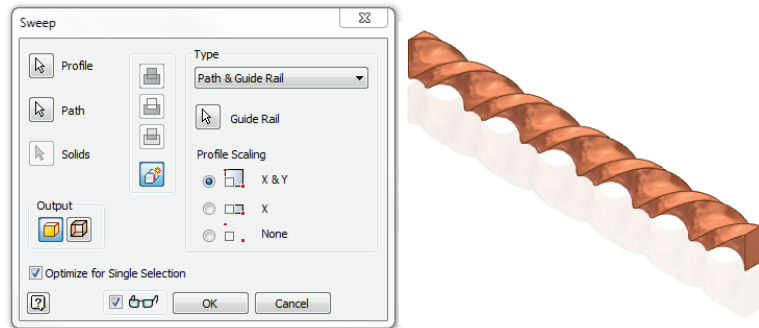 Sweep
Type
Profile
Path & Guide Rail
Path
Guide Rail
Solids
Profile Scaling
X & Y
Output
X
None
Optimize for Single Selection
OK
Cancel